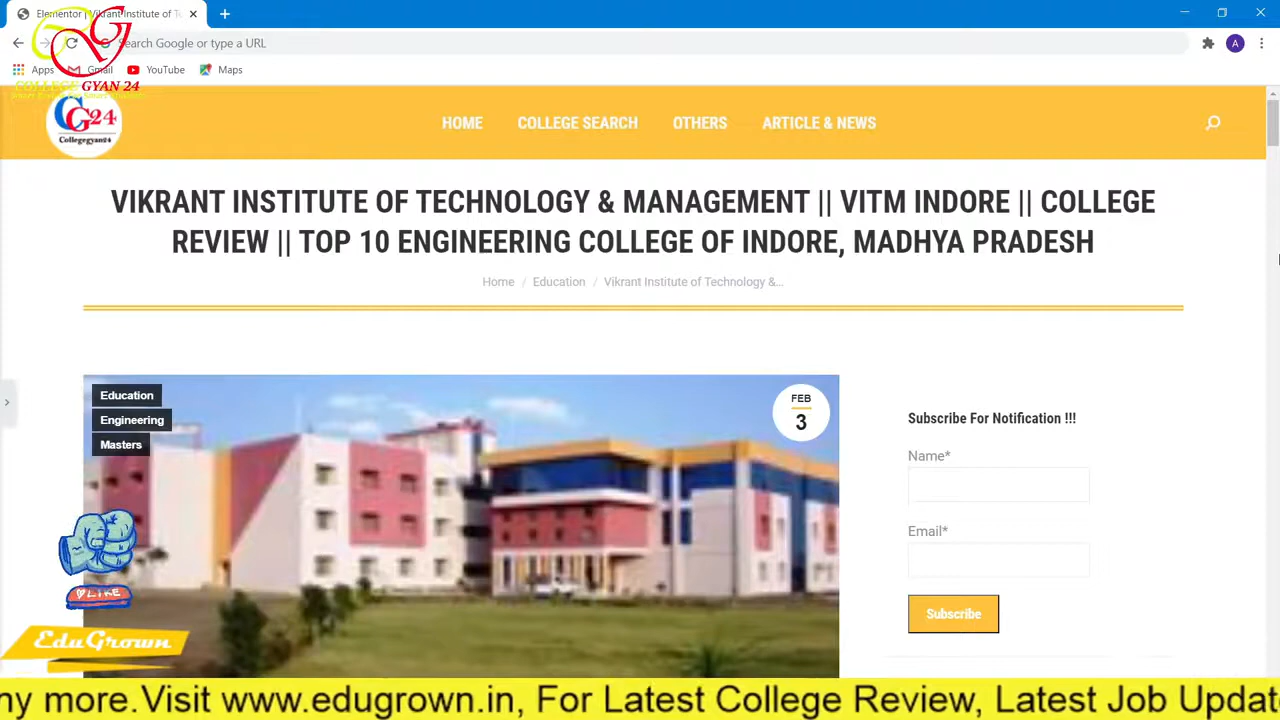 Elementor | Vikrant Institute of Te
Search Google or type a URL
A
Apps
Gmail
YouTube
Maps
COLLEGE GYAN 24
CG24
Collegegyan24
HOME
COLLEGE SEARCH
OTHERS
ARTICLE & NEWS
VIKRANT INSTITUTE OF TECHNOLOGY & MANAGEMENT || VITM INDORE || COLLEGE
REVIEW || TOP 10 ENGINEERING COLLEGE OF INDORE, MADHYA PRADESH
Home / Education / Vikrant Institute of Technology &...
Education
Engineering
Masters
FEB
3
Subscribe For Notification !!!
Name*
Email*
Subscribe
LIKE
EduGrown
ny more.Visit www.edugrown.in, For Latest College Review, Latest Job Updat